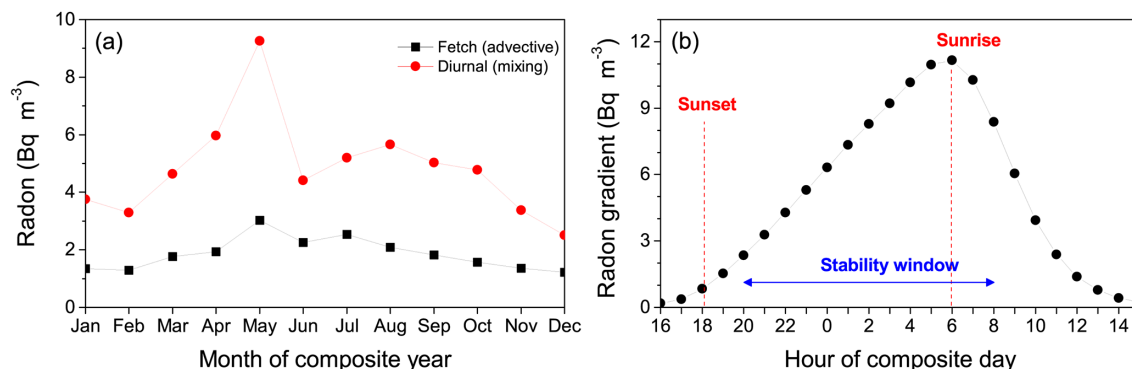 (a)
Fetch (advective)
Diurnal (mixing)
Radon (Bq m-3)
10
8
6
4
2
0
Jan Feb Mar Apr May Jun Jul Aug Sep Oct Nov Dec
Month of composite year
(b)
Sunrise
Sunset
Stability window
Radon gradient (Bq m-3)
12
9
6
3
0
16 18 20 22 0 2 4 6 8 10 12 14
Hour of composite day